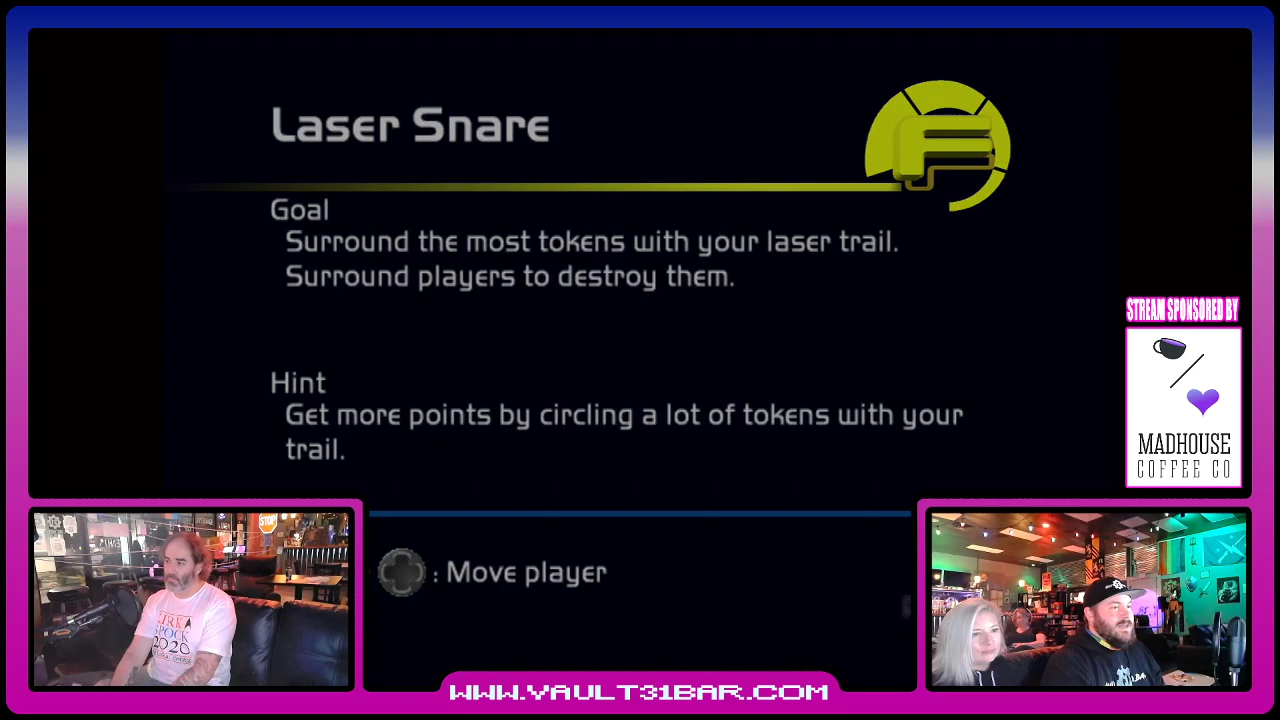 Laser Snare
F
Goal
Surround the most tokens with your laser trail.
Surround players to destroy them.
Hint
Get more points by circling a lot of tokens with your
trail.
STREAM SPONSORED BY
MADHOUSE
COFFEE CO
: Move player
STOP
2020
WWW.VAULT31BAR.COM